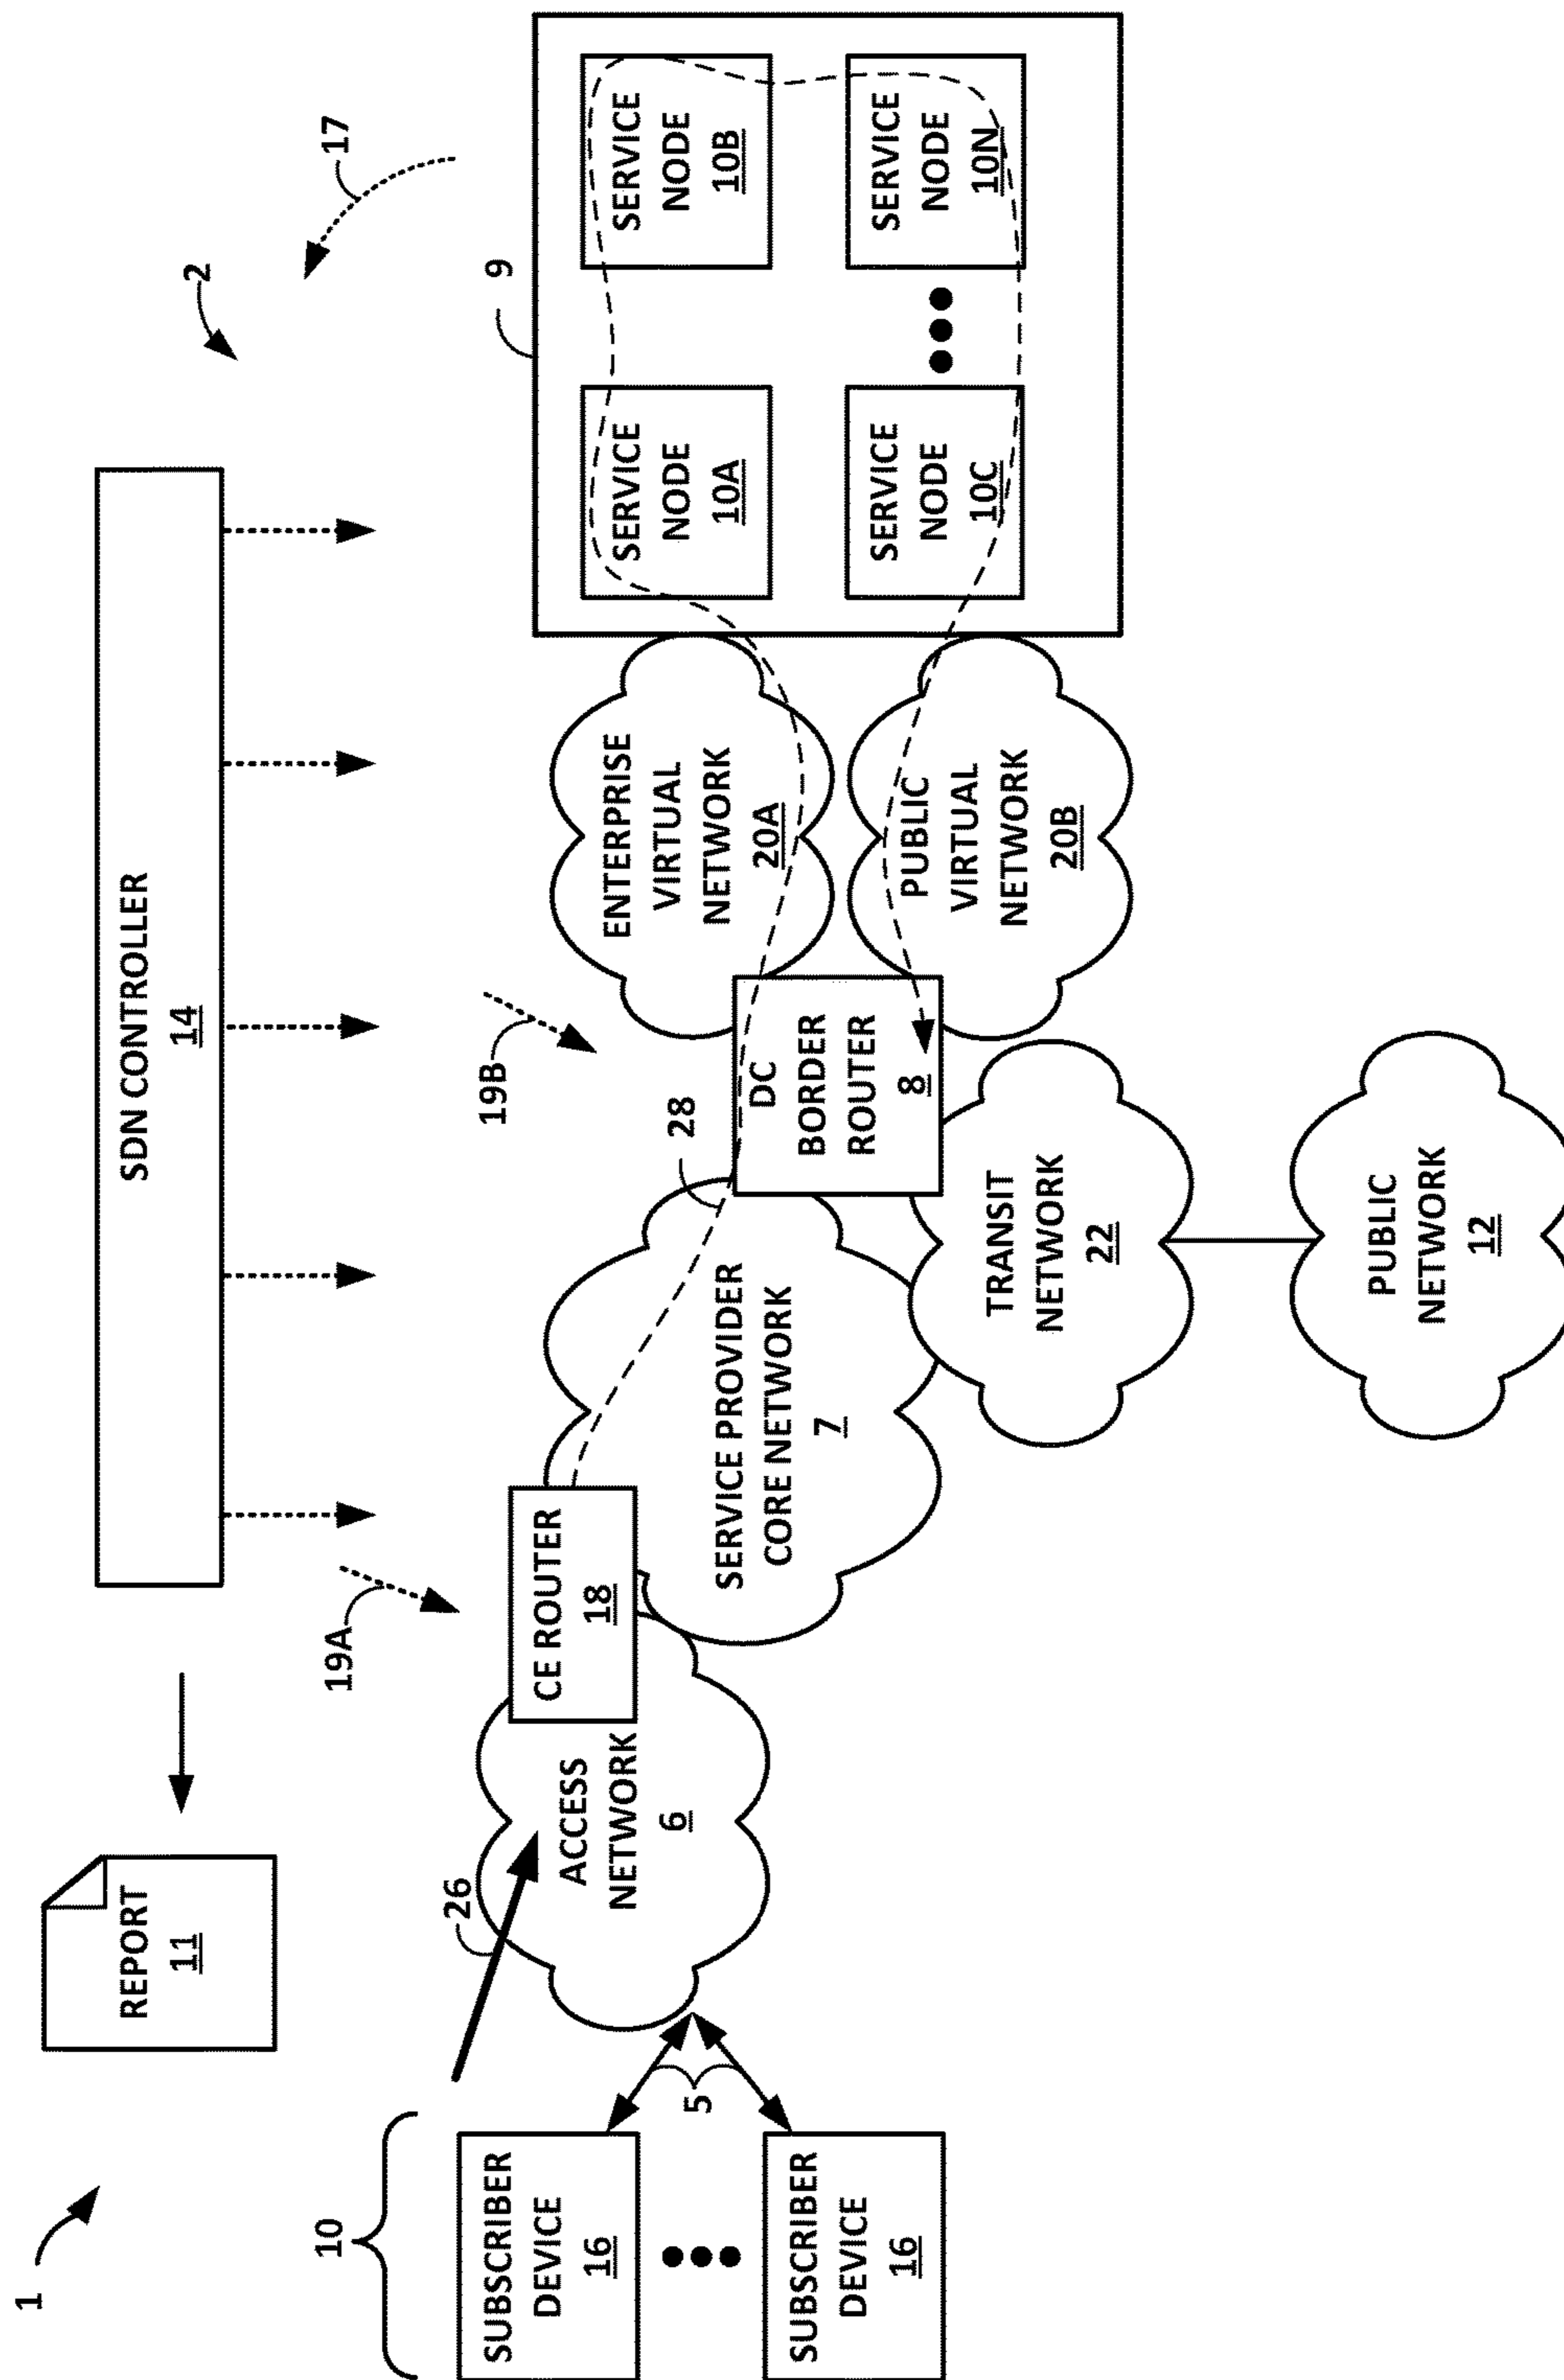 1
REPORT
11
SDN CONTROLLER
14
2
17
10
SUBSCRIBER
DEVICE
16
SUBSCRIBER
DEVICE
16
5
26
ACCESS
NETWORK
6
19A
CE ROUTER
18
SERVICE PROVIDER
CORE NETWORK
7
28
19B
DC
BORDER
ROUTER
8
ENTERPRISE
VIRTUAL
NETWORK
20A
PUBLIC
VIRTUAL
NETWORK
20B
9
SERVICE
NODE
10A
SERVICE
NODE
10B
SERVICE
NODE
10C
SERVICE
NODE
10N
TRANSIT
NETWORK
22
PUBLIC
NETWORK
12